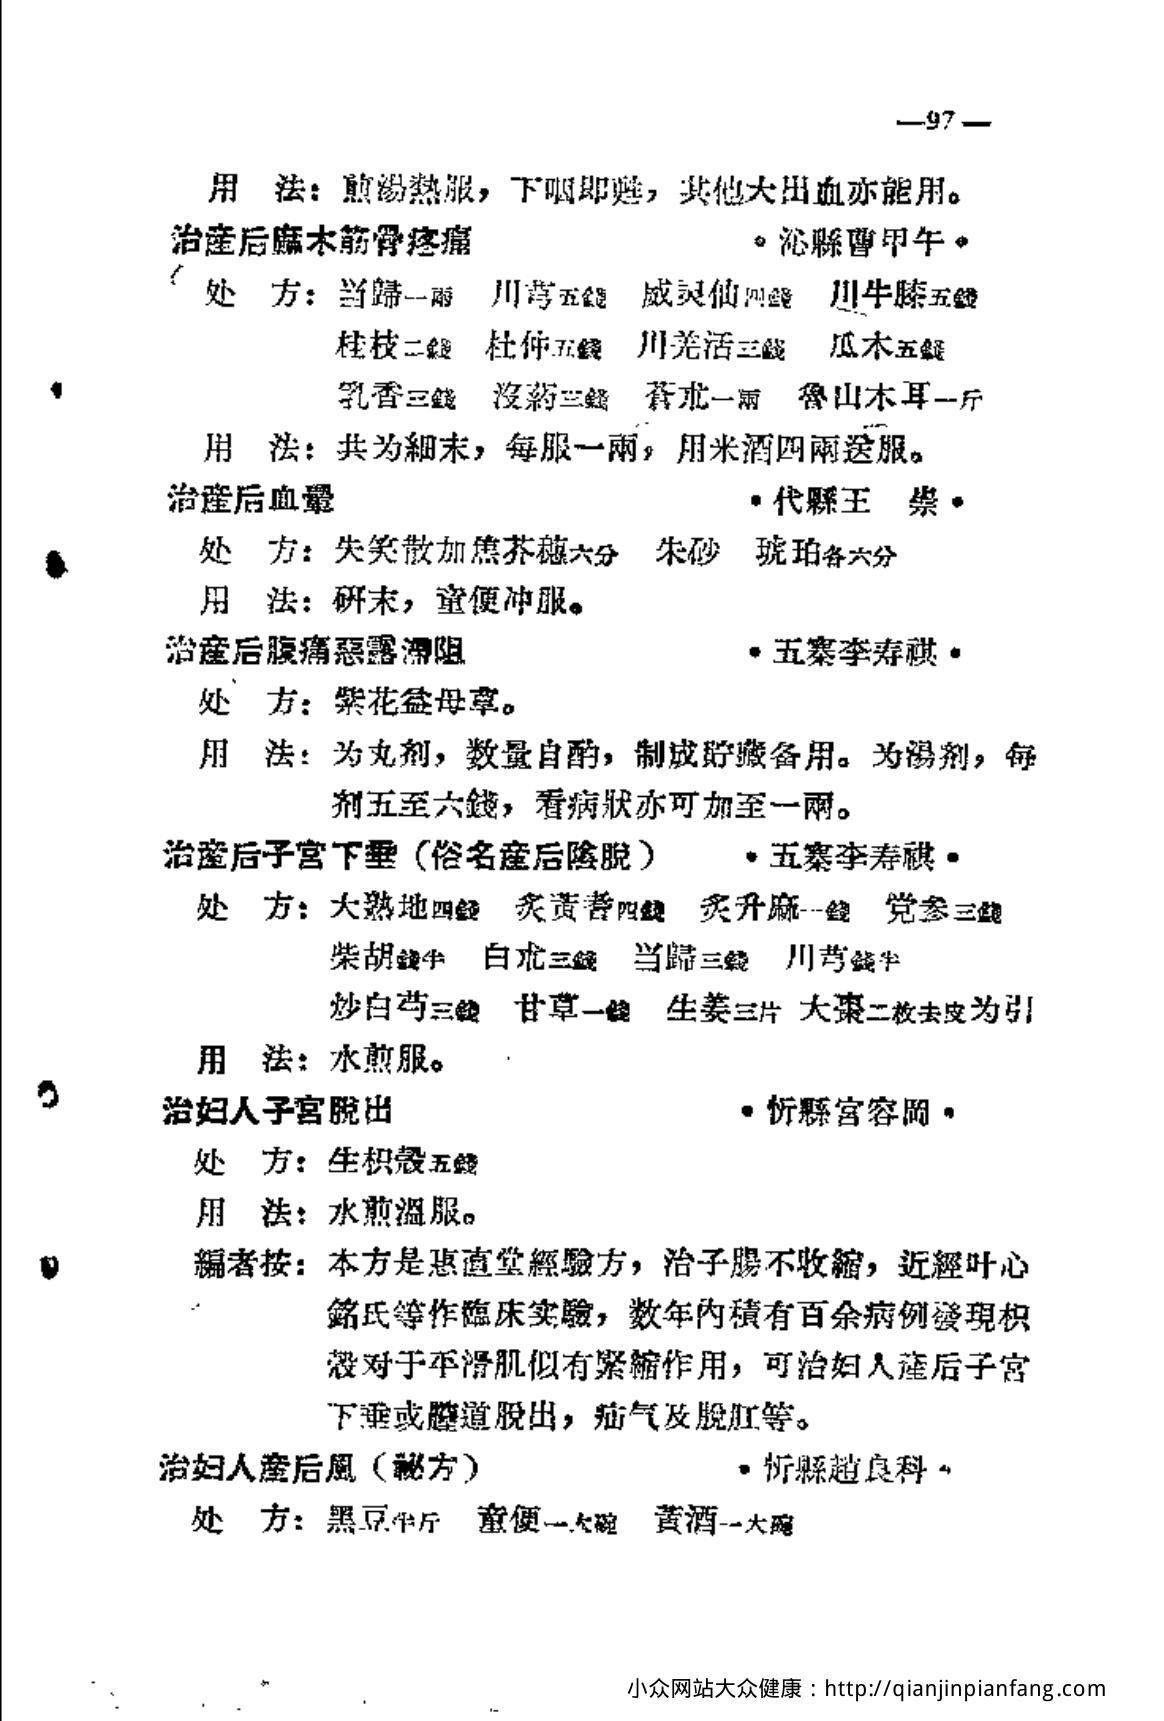 —97—
用　法：煎湯熱服，下咽即甦，其他大出血亦能用。
治産后麻木筋骨疼痛　•沁縣曹甲午•
处　方：当歸一兩　川芎五錢　威灵仙四錢　川牛膝五錢
桂枝二錢　杜仲五錢　川羌活三錢　瓜木五錢
乳香三錢　沒葯三錢　蒼朮一兩　魯山木耳一斤
用　法：共为細末，每服一兩，用米酒四兩送服。
治産后血暈　•代縣王　崇•
处　方：失笑散加焦芥穗六分　朱砂　琥珀各六分
用　法：研末，童便冲服。
治産后腹痛惡露滯阻　•五寨李寿祺•
处　方：紫花益母草。
用　法：为丸剂，数量自酌，制成貯藏备用。为湯剂，每
剂五至六錢，看病狀亦可加至一兩。
治産后子宮下垂（俗名産后陰脫）　•五寨李寿祺•
处　方：大熟地四錢　炙黃耆四錢　炙升麻一錢　党参三錢
柴胡錢半　白朮三錢　当歸三錢　川芎錢半
炒白芍三錢　甘草一錢　生姜三片　大棗二枚去皮为引
用　法：水煎服。
治妇人子宮脫出　•忻縣宮容岡•
处　方：生枳殼五錢
用　法：水煎溫服。
編者按：本方是惠直堂經驗方，治子腸不收縮，近經叶心
銘氏等作臨床实驗，数年內積有百余病例發現枳
殼对于平滑肌似有緊縮作用，可治妇人産后子宮
下垂或膣道脫出，疝气及脫肛等。
治妇人産后風（祕方）　•忻縣趙良科•
处　方：黑豆半斤　童便一大碗　黃酒一大碗
小众网站大众健康：http://qianjinpianfang.com